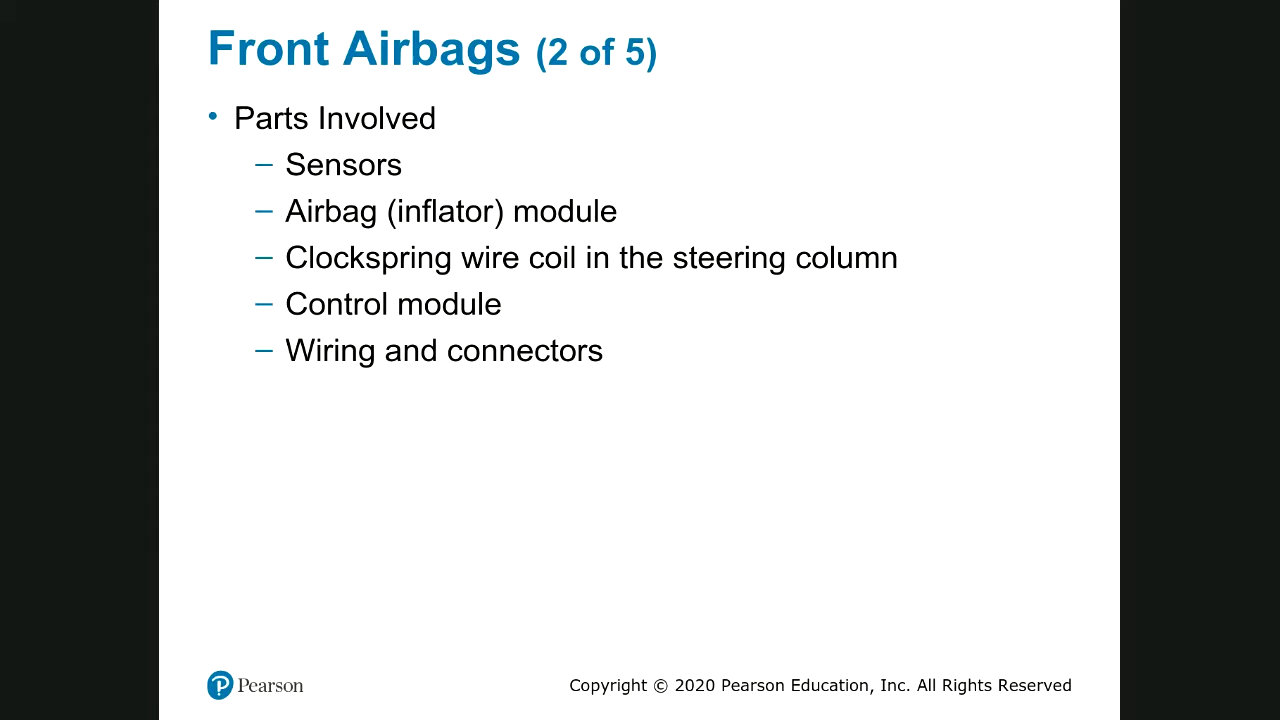 Front Airbags (2 of 5)
• Parts Involved
– Sensors
– Airbag (inflator) module
– Clockspring wire coil in the steering column
– Control module
– Wiring and connectors
Pearson
Copyright © 2020 Pearson Education, Inc. All Rights Reserved